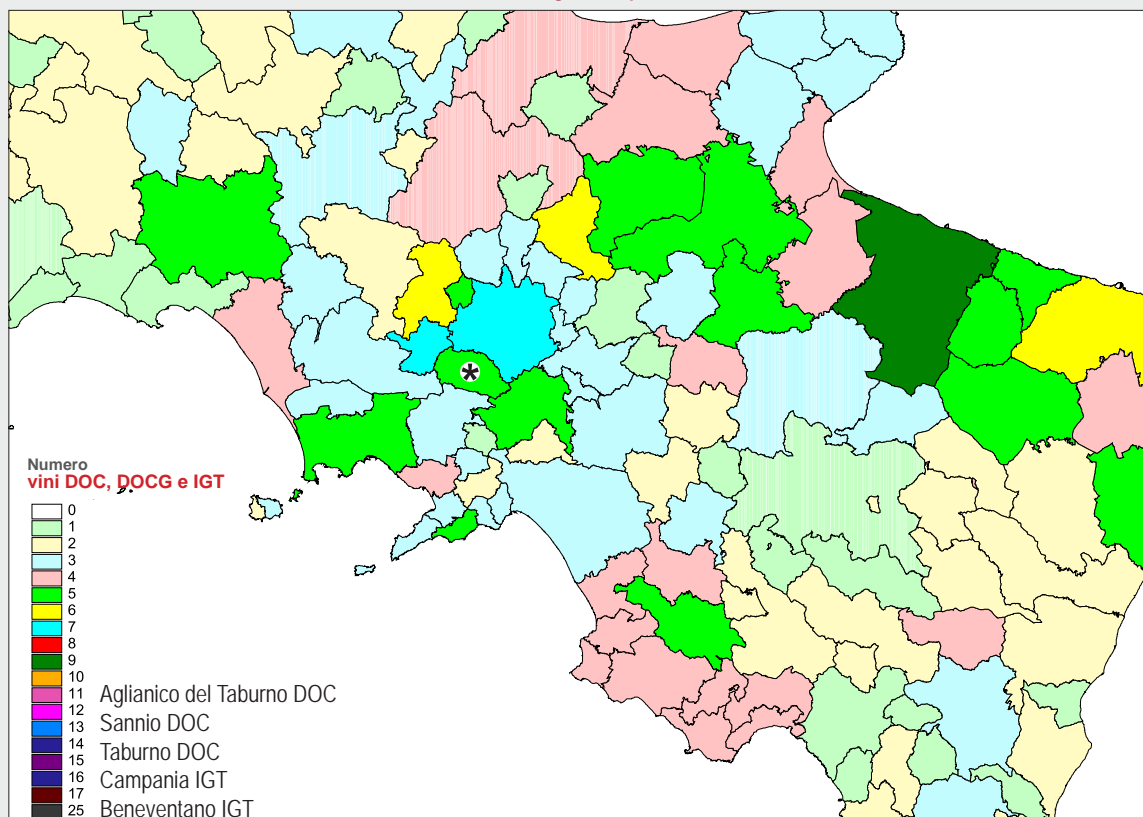 Numero
vini DOC, DOCG e IGT
0
1
2
3
4
5
6
7
8
9
10
11
12
13
14
15
16
17
25
Aglianico del Taburno DOC
Sannio DOC
Taburno DOC
Campania IGT
Beneventano IGT
*